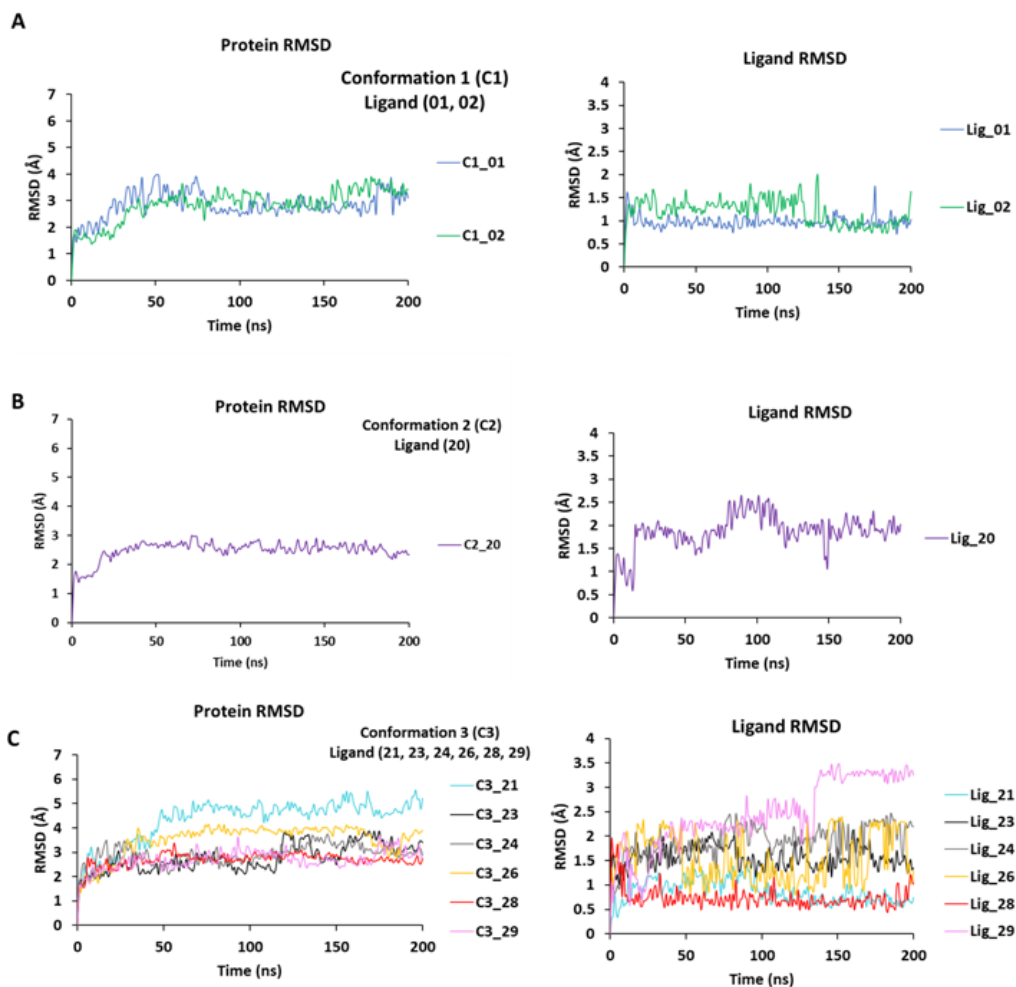 A
Protein RMSD
Conformation 1 (C1)
Ligand (01, 02)
RMSD (Å)
7
6
5
4
3
2
1
0
0 50 100 150 200
Time (ns)
C1_01
C1_02
Ligand RMSD
RMSD (Å)
4
3.5
3
2.5
2
1.5
1
0.5
0
0 50 100 150 200
Time (ns)
Lig_01
Lig_02
B
Protein RMSD
Conformation 2 (C2)
Ligand (20)
RMSD (Å)
7
6
5
4
3
2
1
0
0 50 100 150 200
Time (ns)
C2_20
Ligand RMSD
RMSD (Å)
4
3.5
3
2.5
2
1.5
1
0.5
0
0 50 100 150 200
Time (ns)
Lig_20
C
Protein RMSD
Conformation 3 (C3)
Ligand (21, 23, 24, 26, 28, 29)
RMSD (Å)
7
6
5
4
3
2
1
0
0 50 100 150 200
Time (ns)
C3_21
C3_23
C3_24
C3_26
C3_28
C3_29
Ligand RMSD
RMSD (Å)
4
3.5
3
2.5
2
1.5
1
0.5
0
0 50 100 150 200
Time (ns)
Lig_21
Lig_23
Lig_24
Lig_26
Lig_28
Lig_29